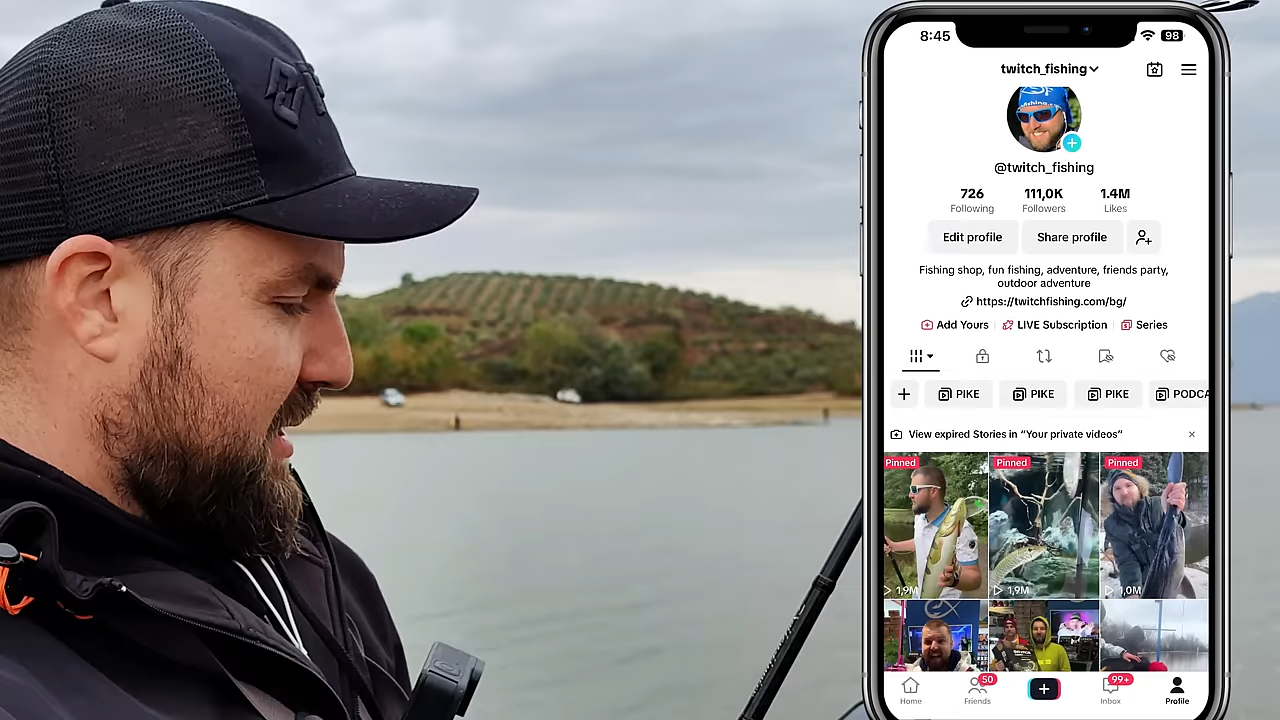 8:45
98
twitch_fishing
@twitch_fishing
726 111,0K 1.4M
Following Followers Likes
Edit profile Share profile
Fishing shop, fun fishing, adventure, friends party,
outdoor adventure
https://twitchfishing.com/bg/
Add Yours LIVE Subscription Series
PIKE PIKE PIKE PODCA
View expired Stories in “Your private videos”
Pinned Pinned Pinned
1,9M 1,9M 1,0M
50 99+
Home Friends Inbox Profile